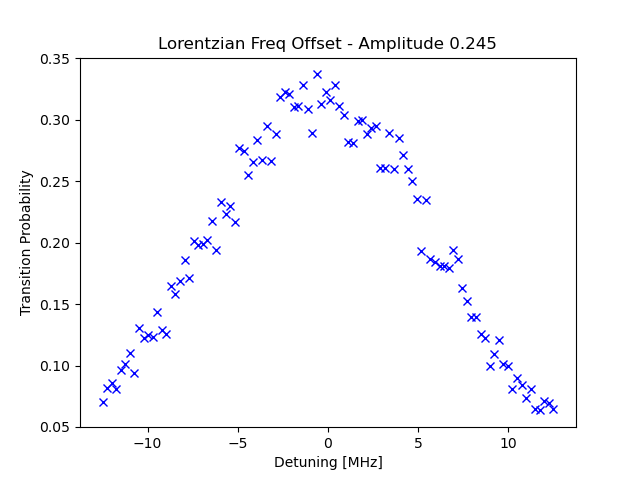 Lorentzian Freq Offset - Amplitude 0.245
0.35
0.30
0.25
0.20
0.15
0.10
0.05
Transition Probability
−10 −5 0 5 10
Detuning [MHz]